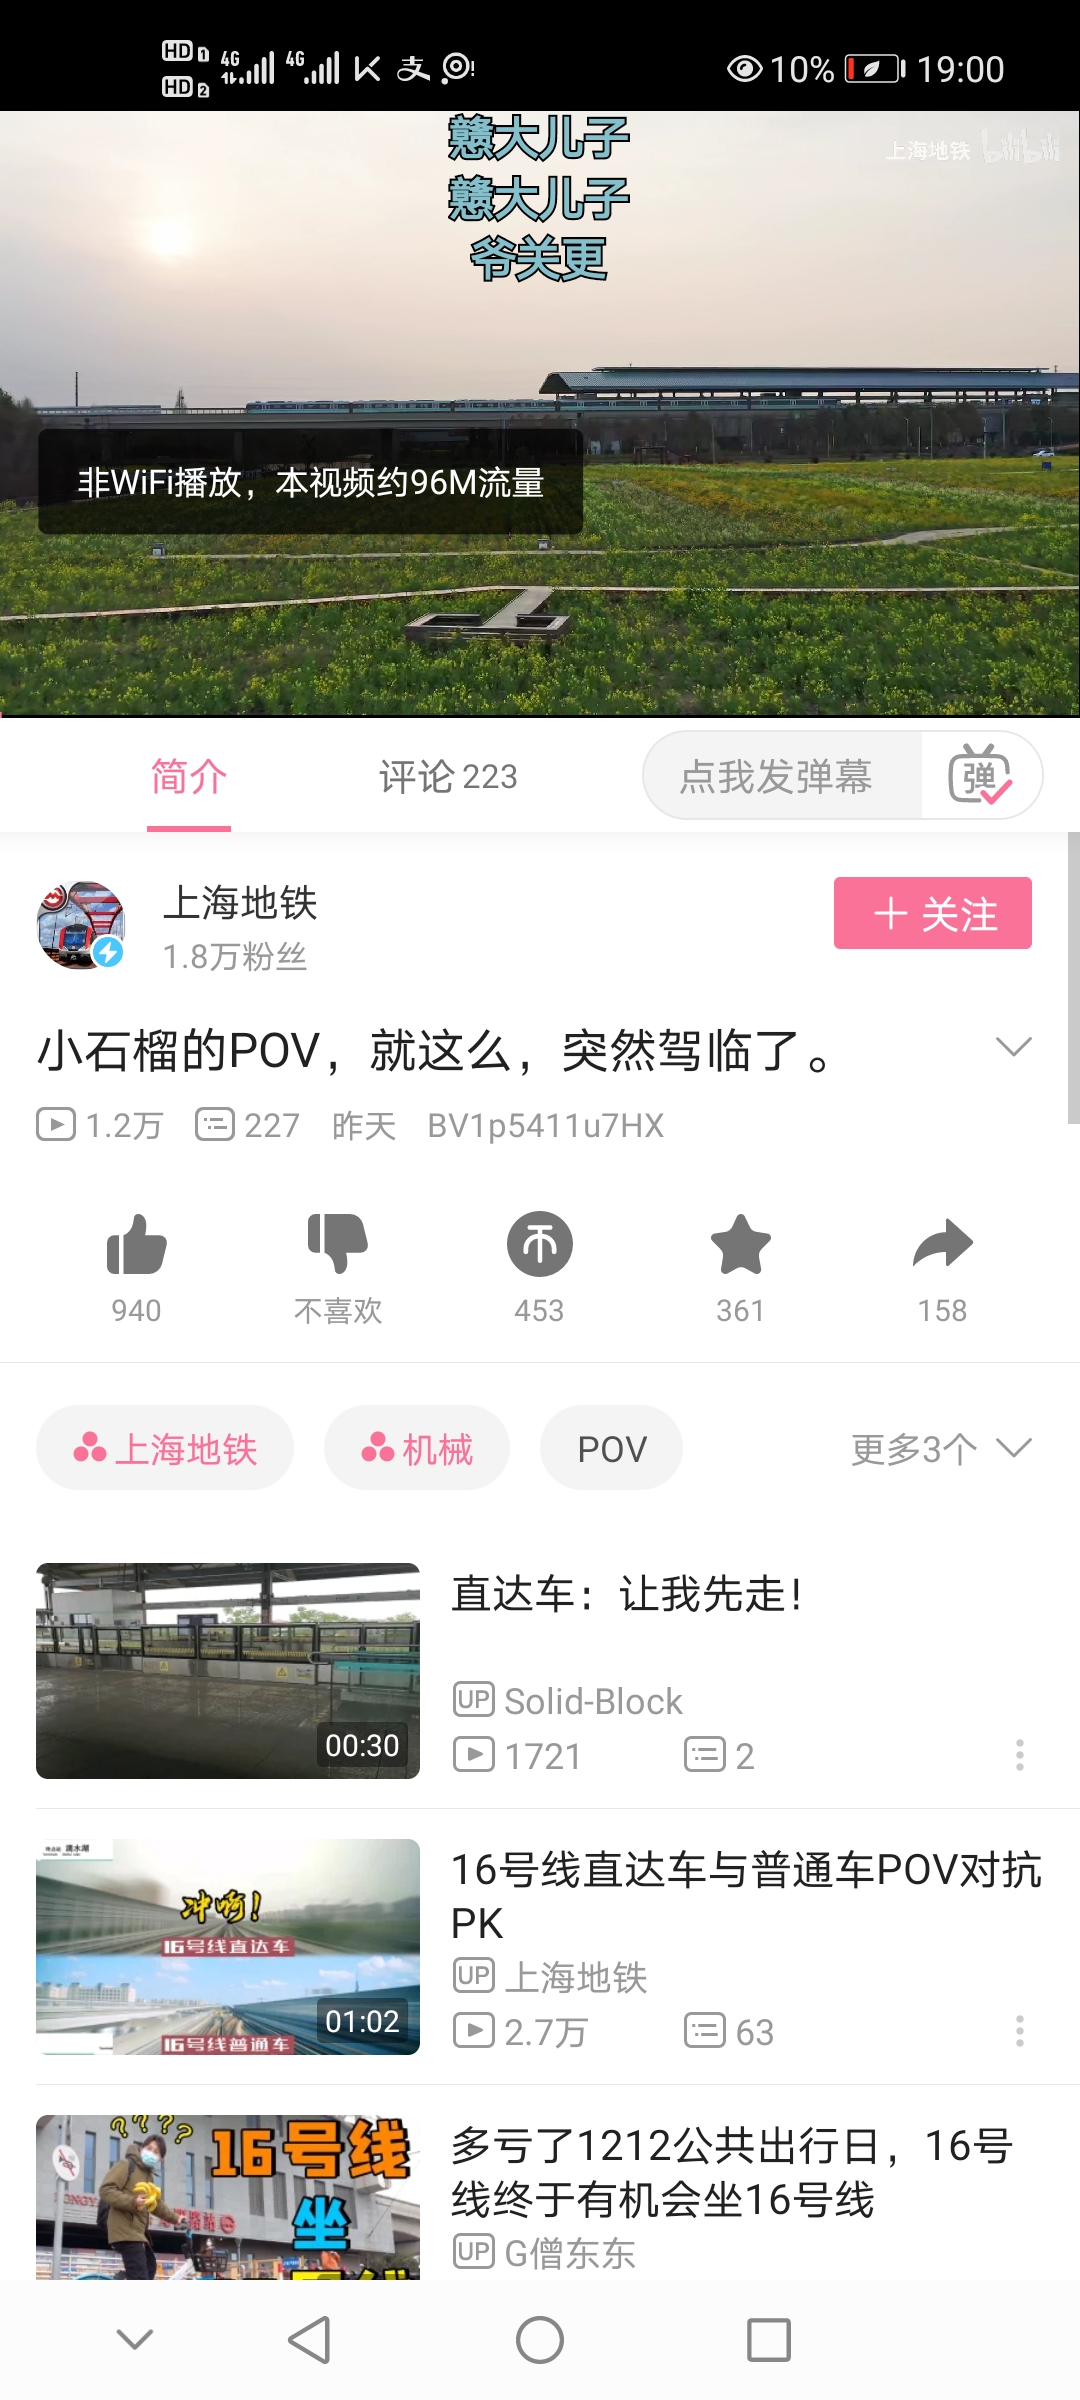 HD 1 4G 4G 10% 19:00
HD 2
戆大儿子
上海地铁 bilibili
戆大儿子
爷关更
非WiFi播放，本视频约96M流量
简介 评论 223 点我发弹幕 弹
上海地铁
1.8万粉丝
关注
小石榴的POV，就这么，突然驾临了。
1.2万 227 昨天 BV1p5411u7HX
940 不喜欢 453 361 158
上海地铁 机械 POV 更多3个
直达车：让我先走！
00:30
UP Solid-Block
1721 2
终点站 滴水湖
冲啊！
16号线直达车
16号线普通车
01:02
16号线直达车与普通车POV对抗
PK
UP 上海地铁
2.7万 63
????
16号线
坐
多亏了1212公共出行日，16号
线终于有机会坐16号线
UP G僧东东